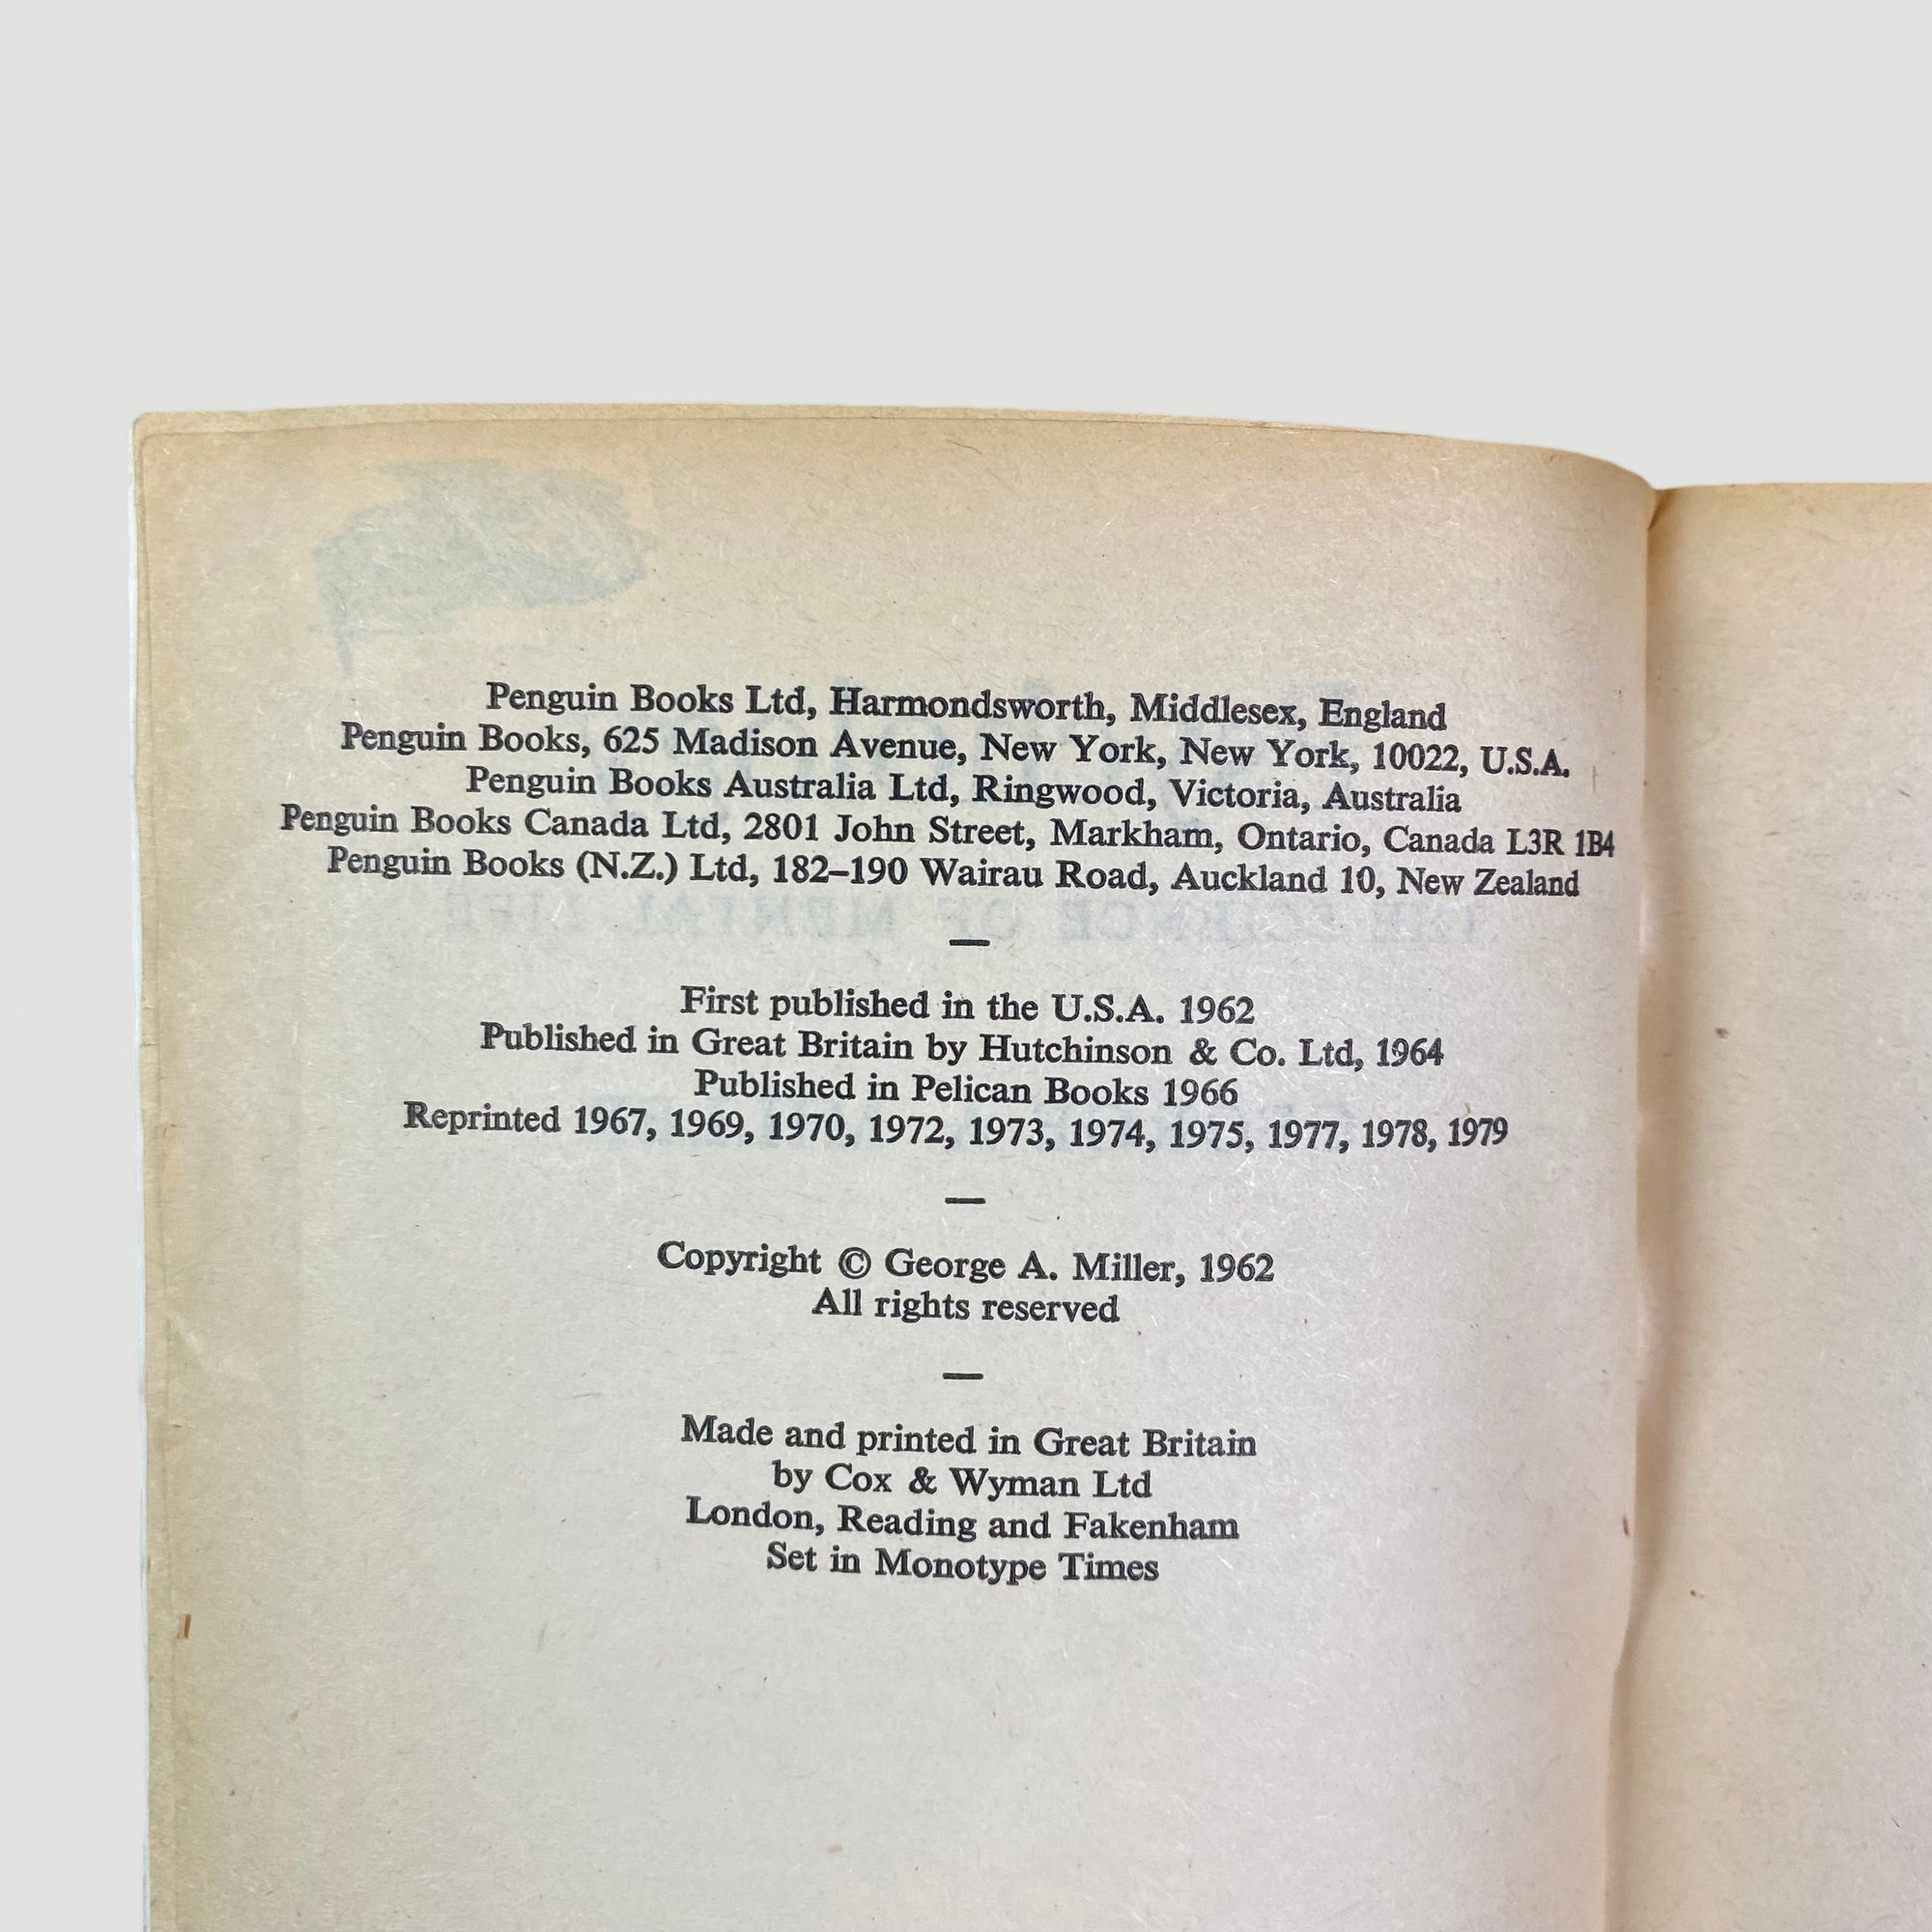 Penguin Books Ltd, Harmondsworth, Middlesex, England
Penguin Books, 625 Madison Avenue, New York, New York, 10022, U.S.A.
Penguin Books Australia Ltd, Ringwood, Victoria, Australia
Penguin Books Canada Ltd, 2801 John Street, Markham, Ontario, Canada L3R 1B4
Penguin Books (N.Z.) Ltd, 182–190 Wairau Road, Auckland 10, New Zealand
—
First published in the U.S.A. 1962
Published in Great Britain by Hutchinson & Co. Ltd, 1964
Published in Pelican Books 1966
Reprinted 1967, 1969, 1970, 1972, 1973, 1974, 1975, 1977, 1978, 1979
—
Copyright © George A. Miller, 1962
All rights reserved
—
Made and printed in Great Britain
by Cox & Wyman Ltd
London, Reading and Fakenham
Set in Monotype Times